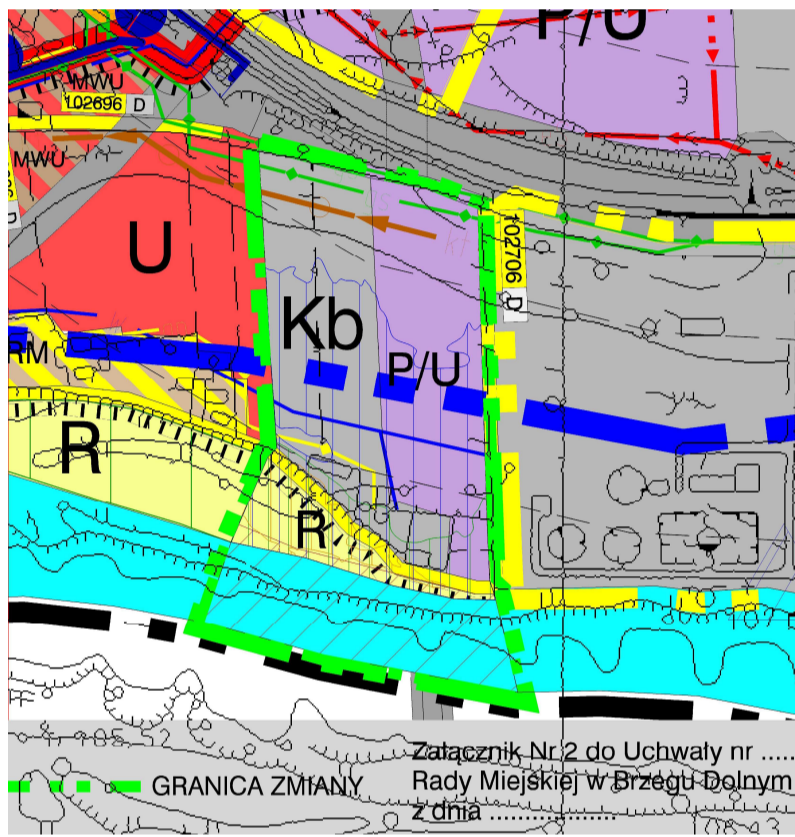 P/U
MWU
102696 D
MWU
U
Kb
kt
102706 D
P/U
RM
R
R
Załącznik Nr 2 do Uchwały nr .....
GRANICA ZMIANY
Rady Miejskiej w Brzegu Dolnym
z dnia ..................